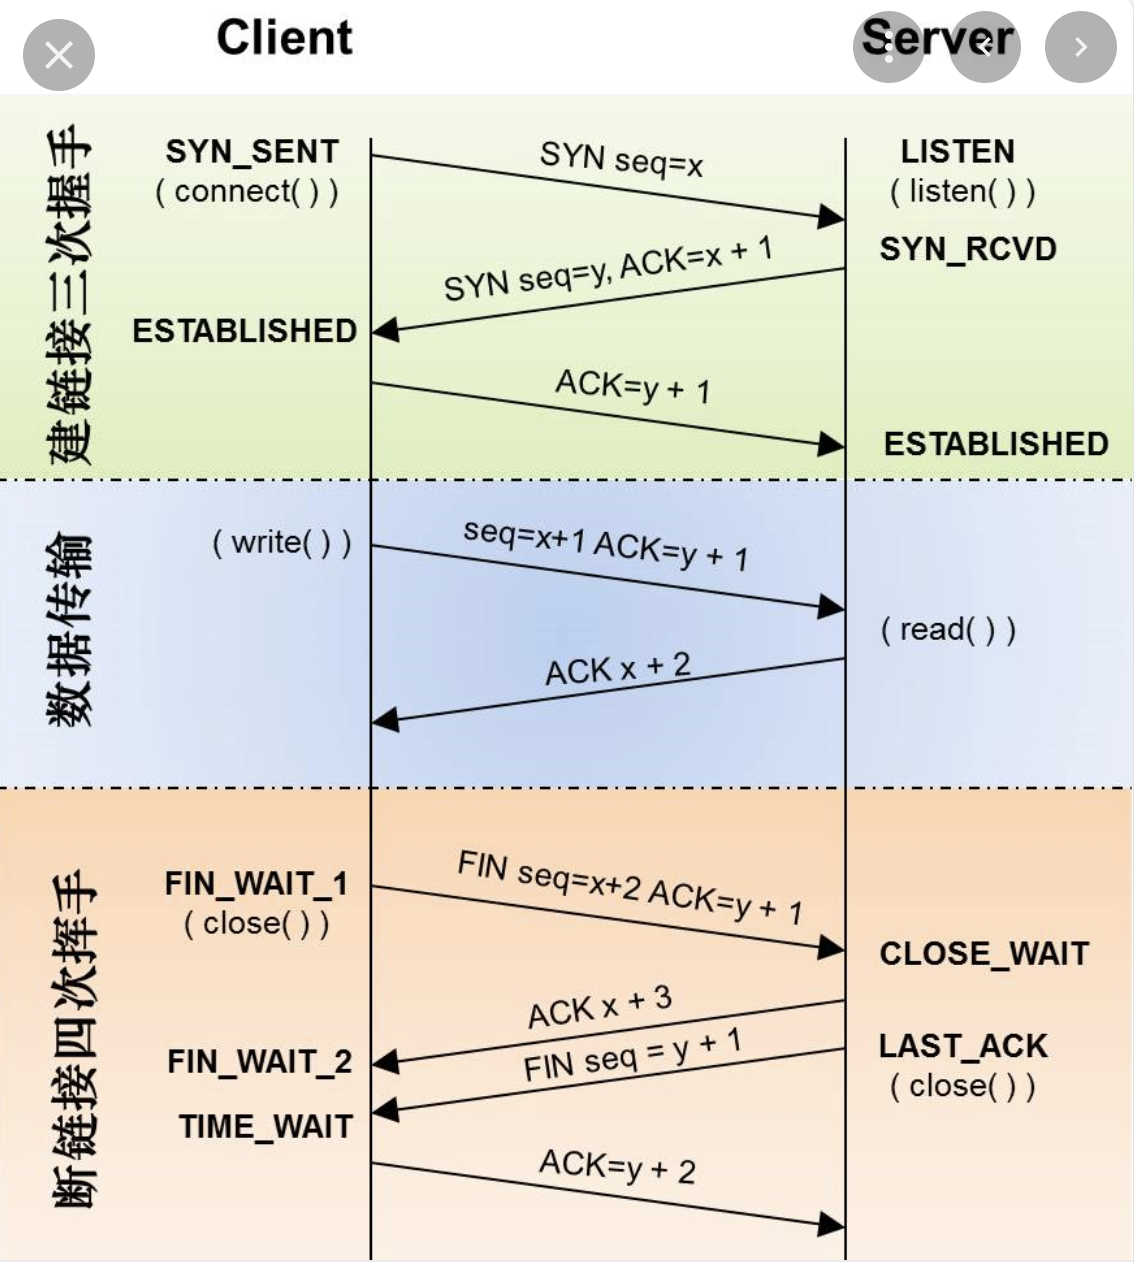 Client
Server
建链接三次握手
SYN_SENT
( connect( ) )
SYN seq=x
LISTEN
( listen( ) )
SYN_RCVD
SYN seq=y, ACK=x + 1
ESTABLISHED
ACK=y + 1
ESTABLISHED
数据传输
( write( ) )
seq=x+1 ACK=y + 1
( read( ) )
ACK x + 2
断链接四次挥手
FIN_WAIT_1
( close( ) )
FIN seq=x+2 ACK=y + 1
CLOSE_WAIT
ACK x + 3
FIN_WAIT_2
FIN seq = y + 1
LAST_ACK
( close( ) )
TIME_WAIT
ACK=y + 2